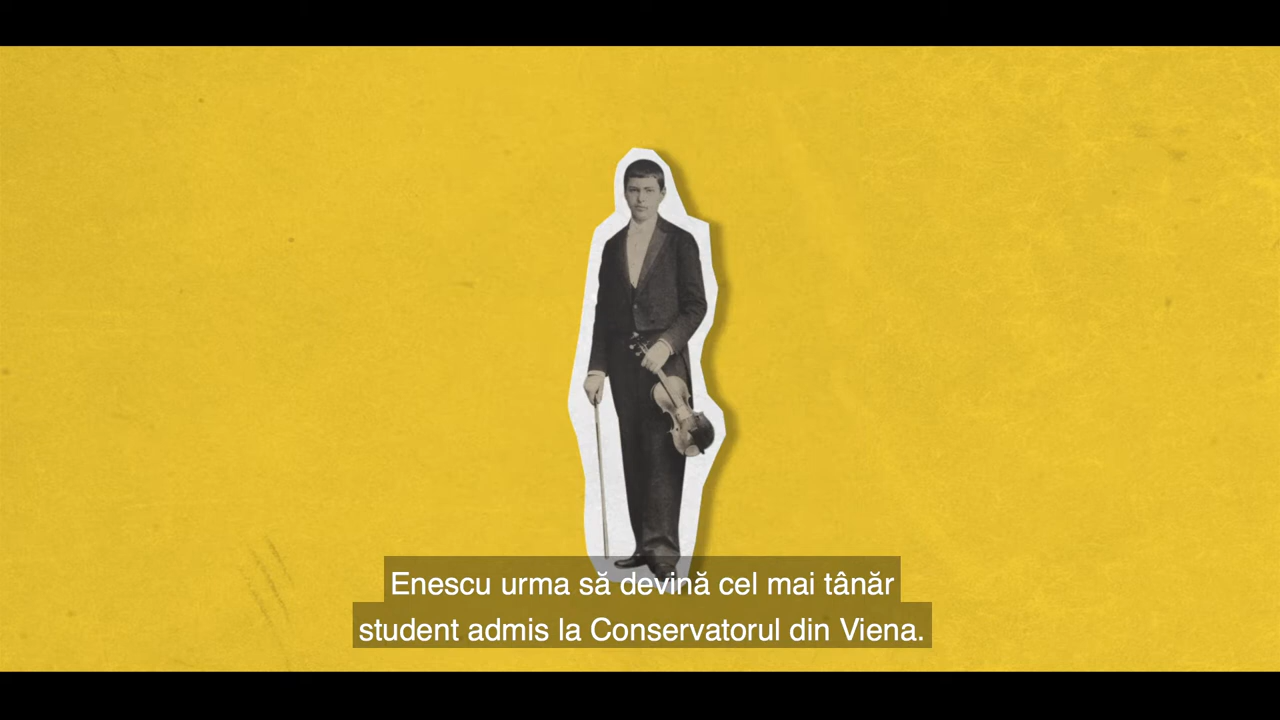 Enescu urma să devină cel mai tânăr
student admis la Conservatorul din Viena.